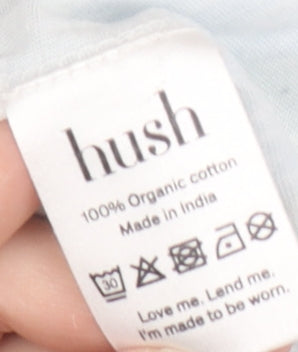 hush
100% Organic cotton
Made in India
30
Love me. Lend me.
I'm made to be worn.